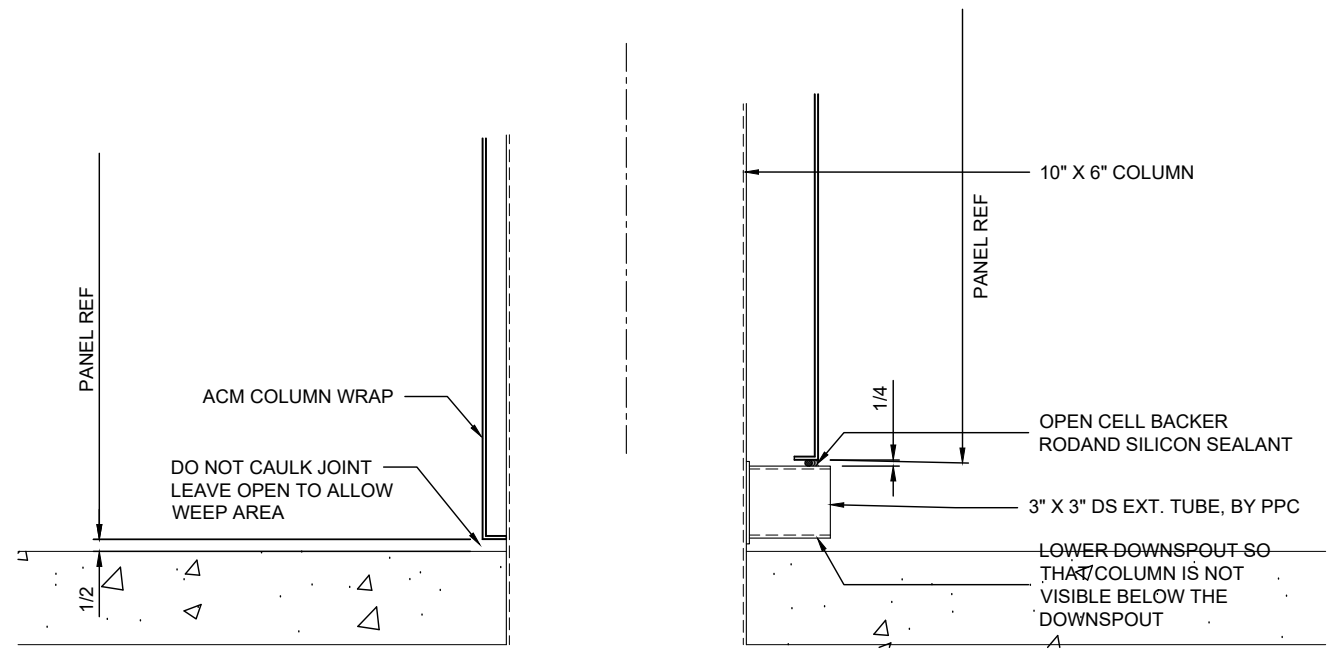 PANEL REF
ACM COLUMN WRAP
DO NOT CAULK JOINT
LEAVE OPEN TO ALLOW
WEEP AREA
1/2
10" X 6" COLUMN
PANEL REF
1/4
OPEN CELL BACKER
RODAND SILICON SEALANT
3" X 3" DS EXT. TUBE, BY PPC
LOWER DOWNSPOUT SO
THAT COLUMN IS NOT
VISIBLE BELOW THE
DOWNSPOUT